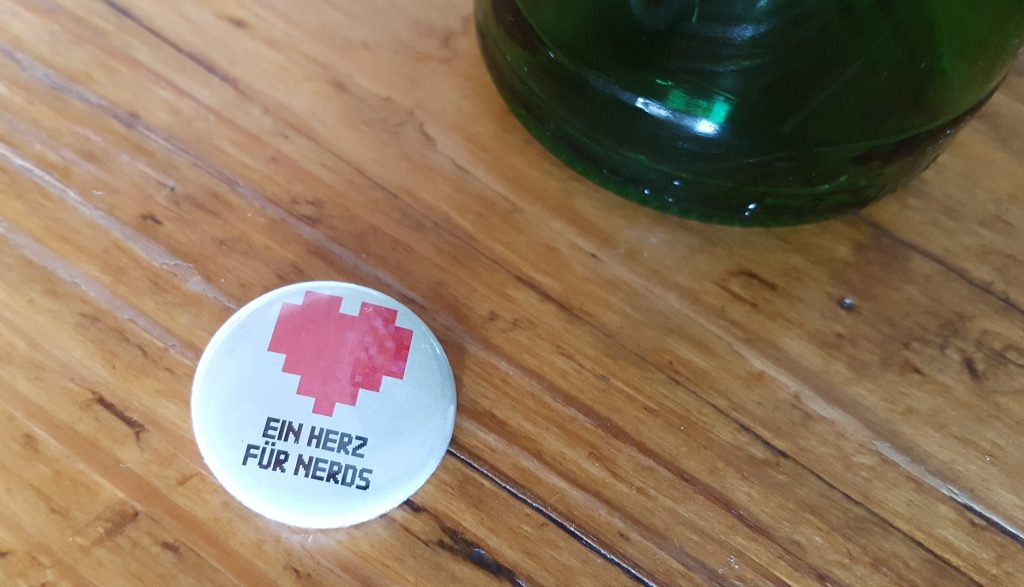 EIN HERZ
FÜR NERDS